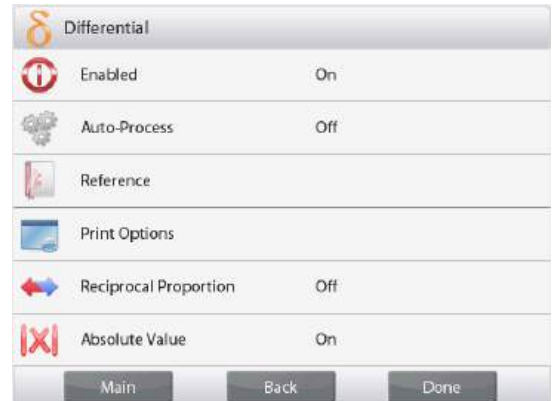 δ Differential
Enabled On
Auto-Process Off
Reference
Print Options
Reciprocal Proportion Off
|X| Absolute Value On
Main Back Done